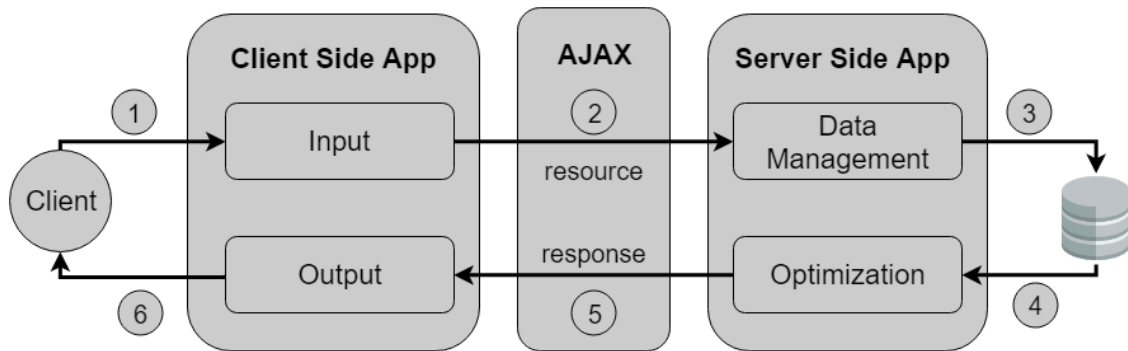 Client Side App
AJAX
Server Side App
1
2
3
Input
Data
Management
resource
Client
response
Output
Optimization
6
5
4